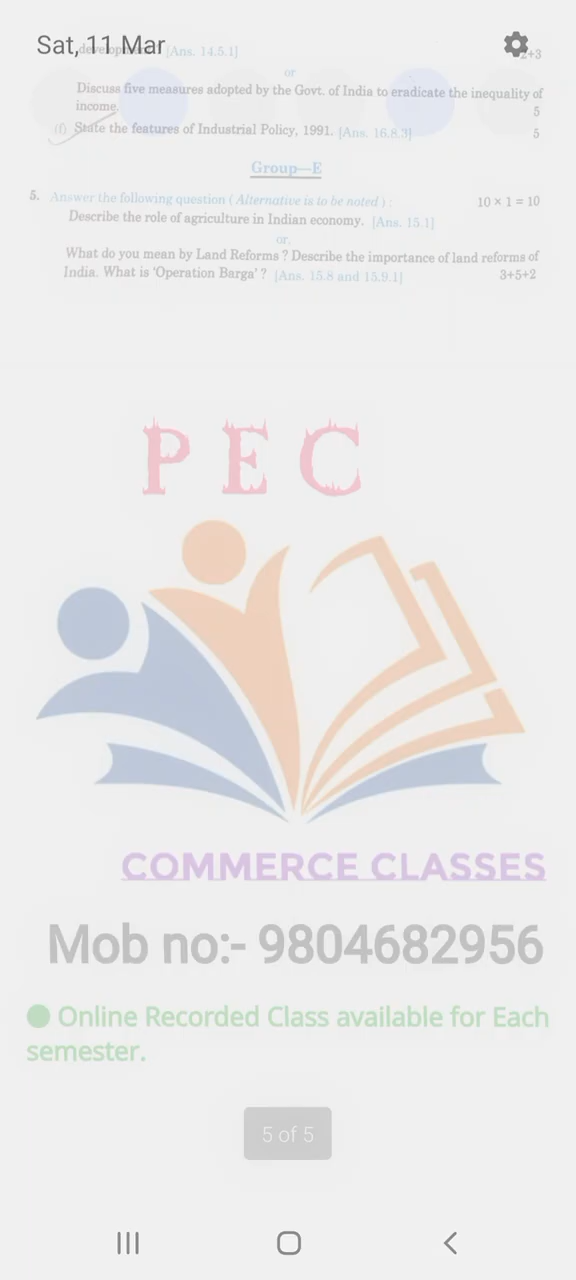 Sat, 11 Mar
development? [Ans. 14.5.1] 2+3
or
Discuss five measures adopted by the Govt. of India to eradicate the inequality of
income. 5
(f) State the features of Industrial Policy, 1991. [Ans. 16.8.3] 5
Group—E
5. Answer the following question ( Alternative is to be noted ) : 10 × 1 = 10
Describe the role of agriculture in Indian economy. [Ans. 15.1]
or,
What do you mean by Land Reforms ? Describe the importance of land reforms of
India. What is 'Operation Barga' ? [Ans. 15.8 and 15.9.1] 3+5+2
PEC
COMMERCE CLASSES
Mob no:- 9804682956
Online Recorded Class available for Each
semester.
5 of 5